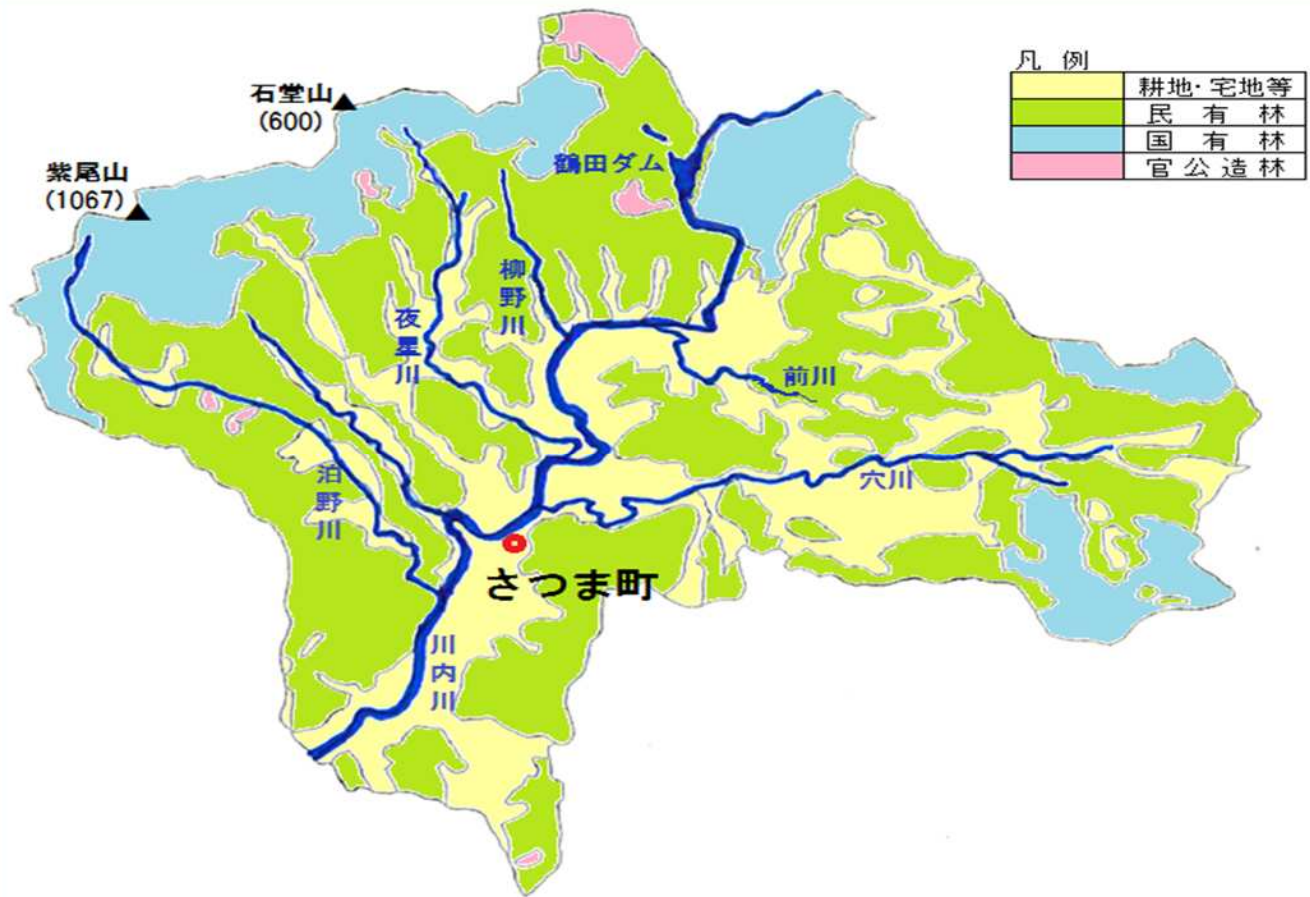 凡 例
耕地・宅地等
民 有 林
国 有 林
官 公 造 林
石堂山
(600)
紫尾山
(1067)
鶴田ダム
柳野川
夜星川
前川
穴川
泊野川
さつま町
川内川